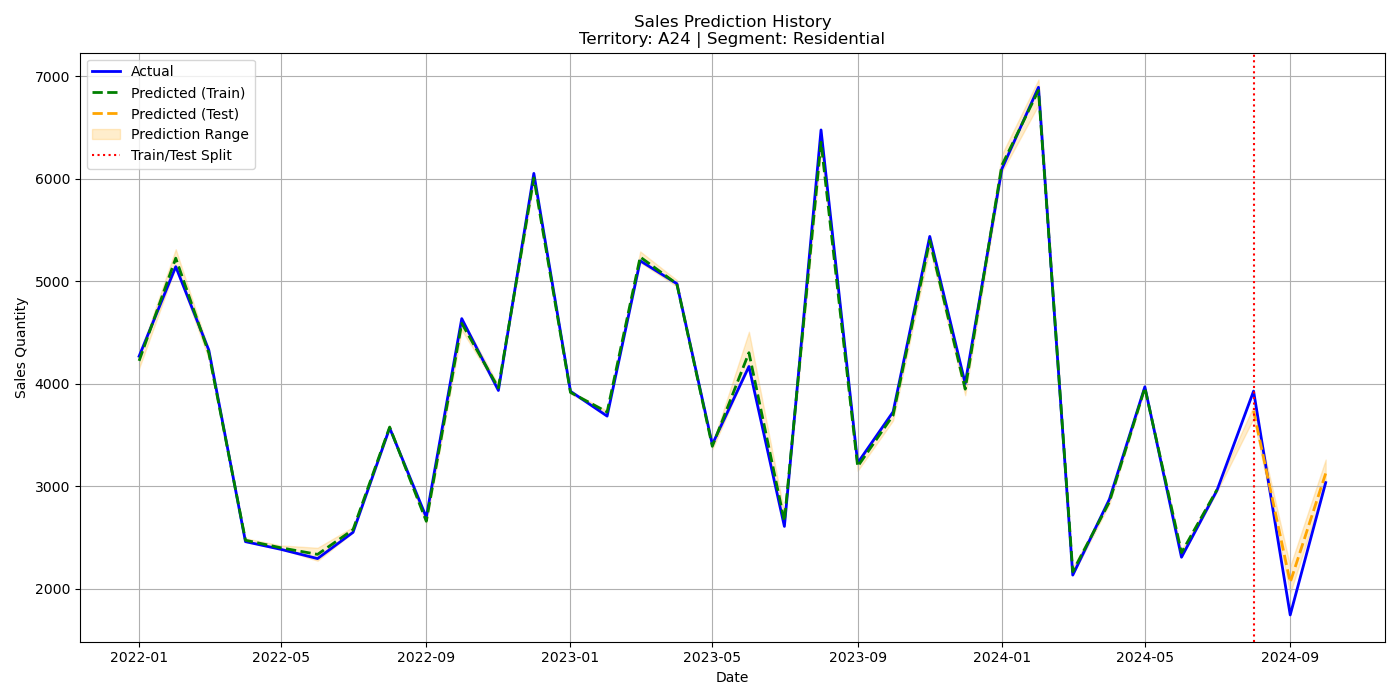 Sales Prediction History
Territory: A24 | Segment: Residential
Actual
Predicted (Train)
Predicted (Test)
Prediction Range
Train/Test Split
7000
6000
5000
4000
3000
2000
Sales Quantity
2022-01 2022-05 2022-09 2023-01 2023-05 2023-09 2024-01 2024-05 2024-09
Date